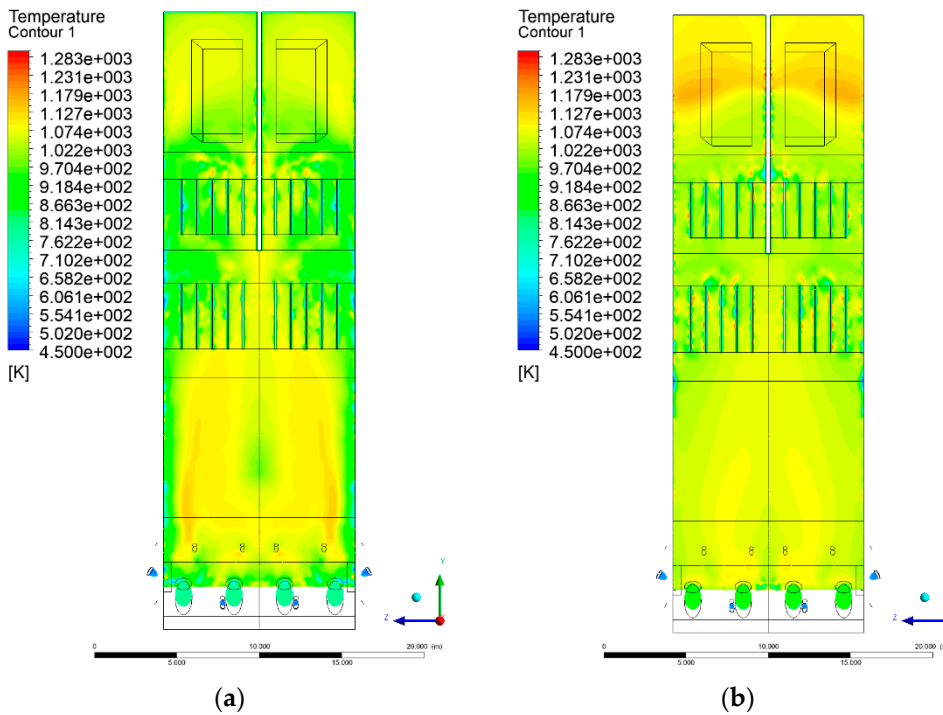 Temperature
Contour 1
1.283e+003
1.231e+003
1.179e+003
1.127e+003
1.074e+003
1.022e+003
9.704e+002
9.184e+002
8.663e+002
8.143e+002
7.622e+002
7.102e+002
6.582e+002
6.061e+002
5.541e+002
5.020e+002
4.500e+002
[K]
Y
Z
0
10.000
20.000 (m)
5.000
15.000
(a)
Temperature
Contour 1
1.283e+003
1.231e+003
1.179e+003
1.127e+003
1.074e+003
1.022e+003
9.704e+002
9.184e+002
8.663e+002
8.143e+002
7.622e+002
7.102e+002
6.582e+002
6.061e+002
5.541e+002
5.020e+002
4.500e+002
[K]
Z
0
10.000
20.000
5.000
15.000
(b)